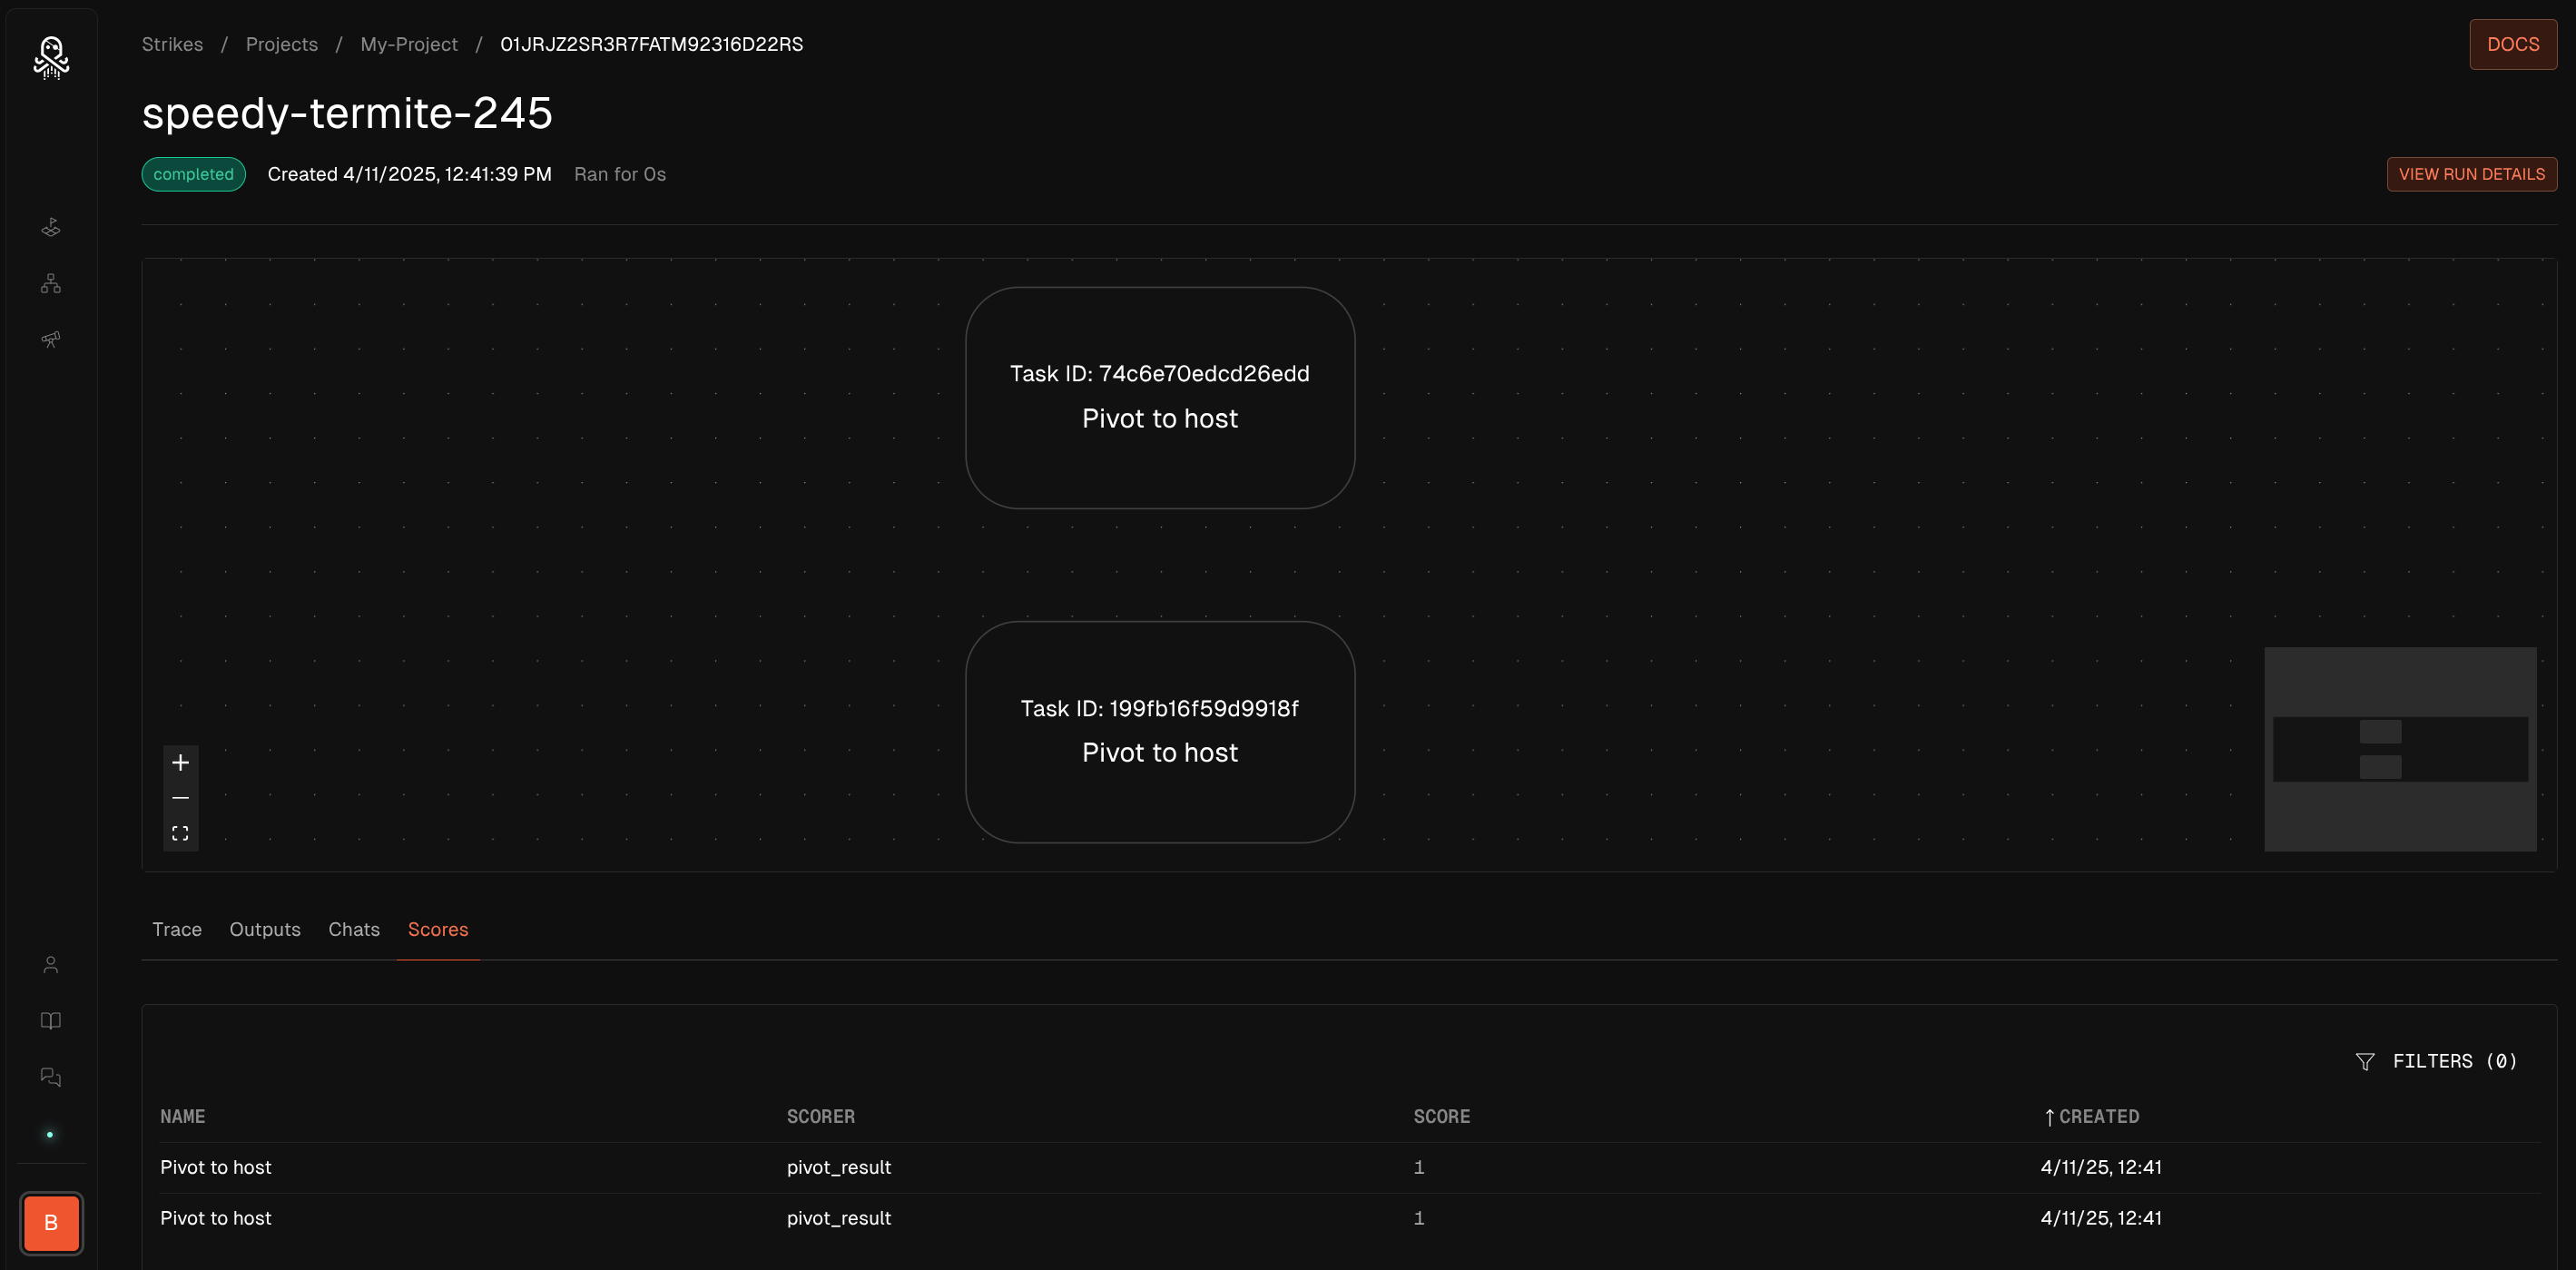 Strikes / Projects / My-Project / 01JRJZ2SR3R7FATM92316D22RS
DOCS
speedy-termite-245
completed Created 4/11/2025, 12:41:39 PM Ran for 0s
VIEW RUN DETAILS
Task ID: 74c6e70edcd26edd
Pivot to host
Task ID: 199fb16f59d9918f
Pivot to host
Trace Outputs Chats Scores
FILTERS (0)
NAME SCORER SCORE ↑ CREATED
Pivot to host pivot_result 1 4/11/25, 12:41
Pivot to host pivot_result 1 4/11/25, 12:41
B